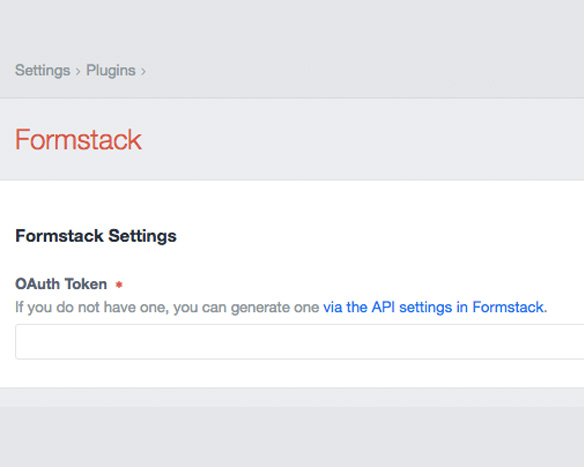 Settings › Plugins ›
Formstack
Formstack Settings
OAuth Token *
If you do not have one, you can generate one via the API settings in Formstack.